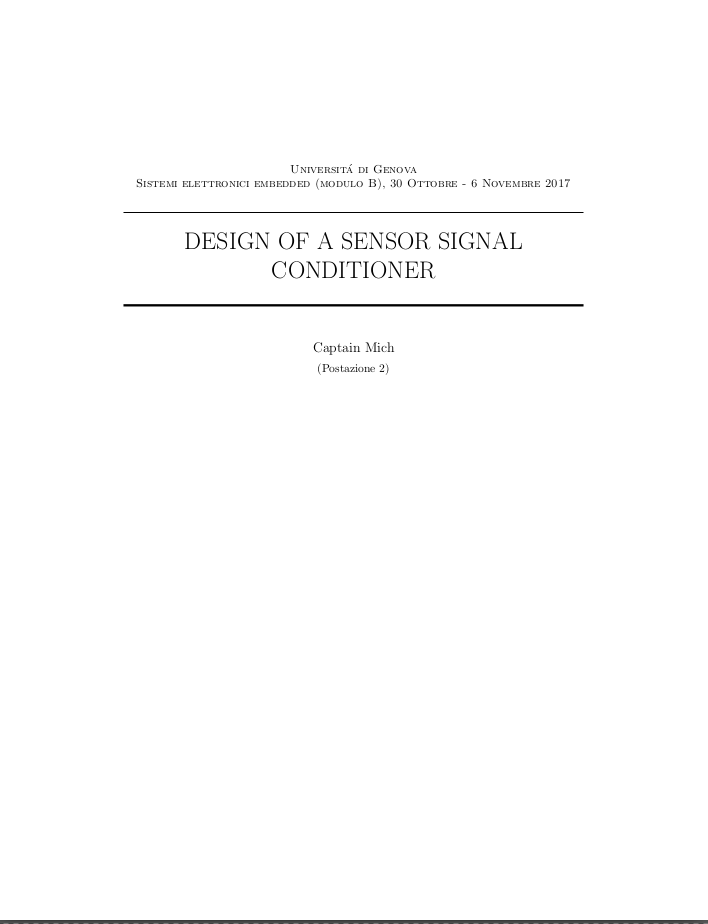 Universitá di Genova
Sistemi elettronici embedded (modulo B), 30 Ottobre - 6 Novembre 2017
DESIGN OF A SENSOR SIGNAL
CONDITIONER
Captain Mich
(Postazione 2)